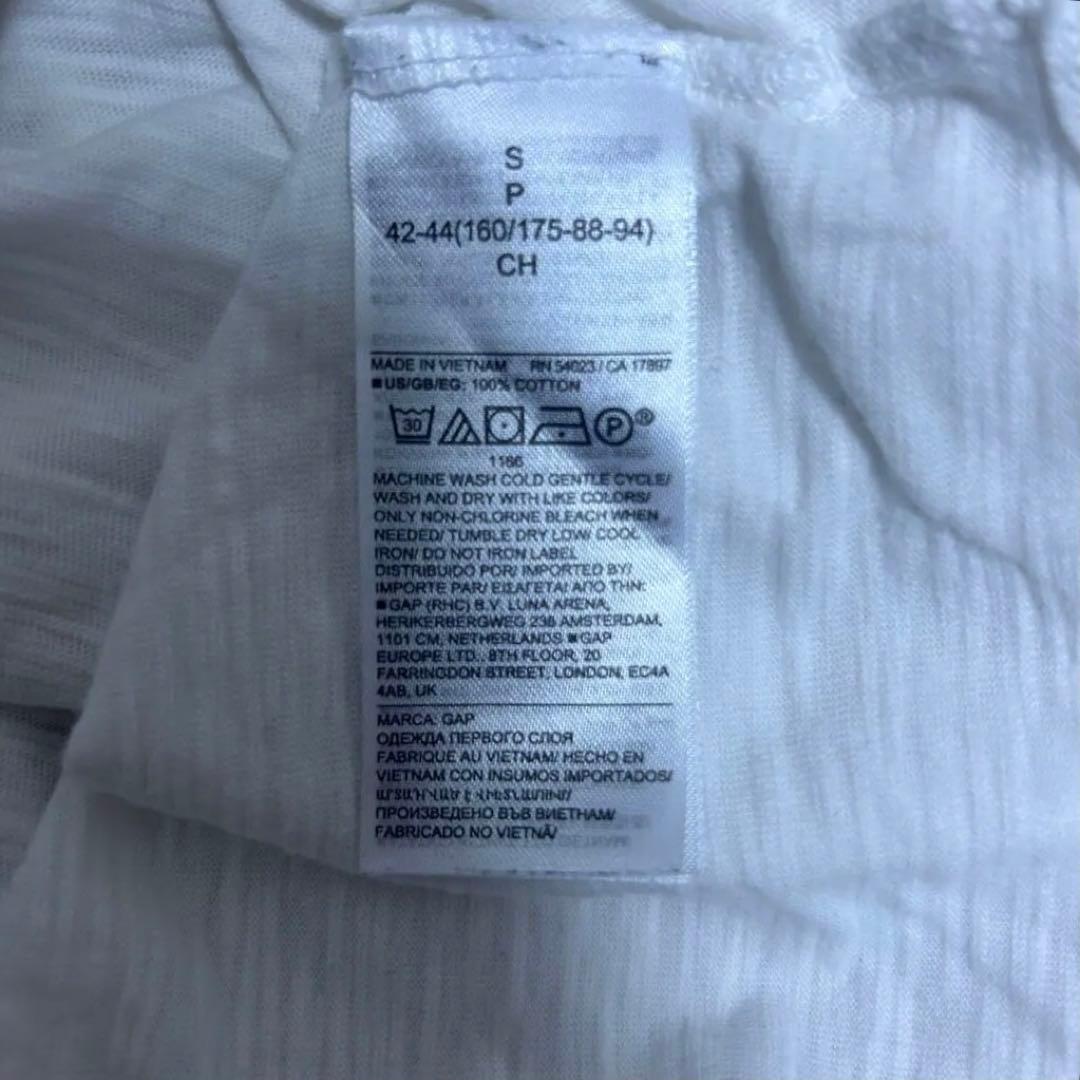 S
P
42-44(160/175-88-94)
CH
MADE IN VIETNAM RN 54023 / CA 17897
■US/GB/EG: 100% COTTON
30 P ®
1166
MACHINE WASH COLD GENTLE CYCLE/
WASH AND DRY WITH LIKE COLORS/
ONLY NON-CHLORINE BLEACH WHEN
NEEDED/ TUMBLE DRY LOW/ COOL
IRON/ DO NOT IRON LABEL
DISTRIBUIDO POR/ IMPORTED BY/
IMPORTE PAR/ ΕΙΣΑΓΕΤΑΙ ΑΠΟ ΤΗΝ:
■GAP (RHC) B.V. LUNA ARENA,
HERIKERBERGWEG 238 AMSTERDAM,
1101 CM, NETHERLANDS ■GAP
EUROPE LTD., 8TH FLOOR, 20
FARRINGDON STREET, LONDON, EC4A
4AB, UK
MARCA: GAP
ОДЕЖДА ПЕРВОГО СЛОЯ
FABRIQUE AU VIETNAM/ HECHO EN
VIETNAM CON INSUMOS IMPORTADOS/
ПРОИЗВЕДЕНО ВЪВ ВИЕТНАМ/
FABRICADO NO VIETNÃ/